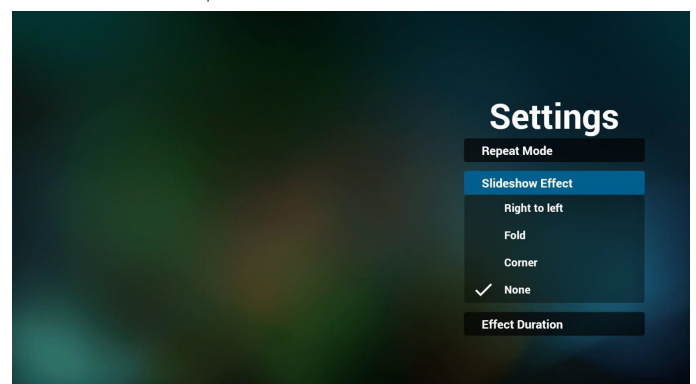 Settings
Repeat Mode
Slideshow Effect
Right to left
Fold
Corner
None
Effect Duration